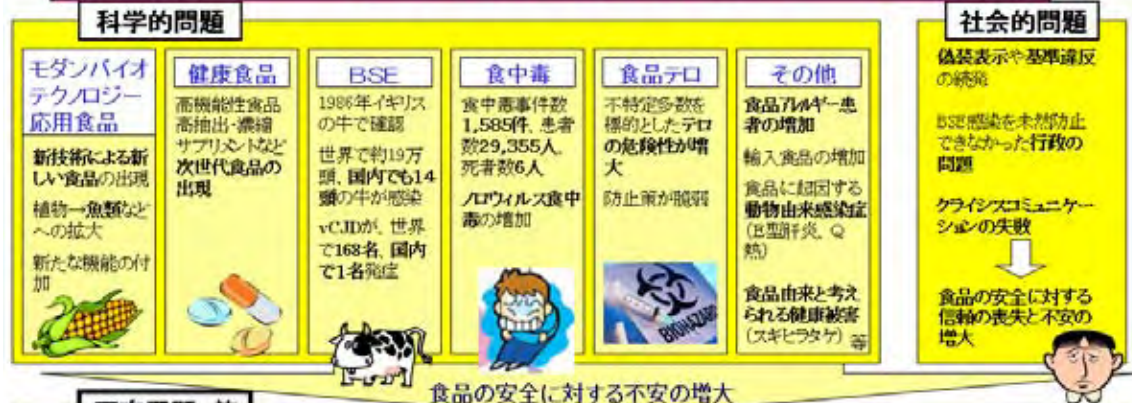 科学的問題
モダンバイオ
テクノロジー
応用食品
新技術による新
しい食品の出現
植物→魚類など
への拡大
新たな機能の付
加
健康食品
高機能性食品
高抽出・濃縮
サプリメントなど
次世代食品の
出現
BSE
1986年イギリス
の牛で確認
世界で約19万
頭、国内でも14
頭の牛が感染
vCJDが、世界
で168名、国内
で1名発症
食中毒
食中毒事件数
1,585件、患者
数29,355人、
死者数6人
ノロウィルス食中
毒の増加
食品テロ
不特定多数を
標的としたテロ
の危険性が増
大
防止策が脆弱
BIOHAZARD
その他
食品アレルギー患
者の増加
輸入食品の増加
食品に起因する
動物由来感染症
(E型肝炎、Q
熱)
食品由来と考え
られる健康被害
(スギヒラタケ) 等
社会的問題
偽装表示や基準違反
の続発
BSE感染を未然防止
できなかった行政の
問題
クライシスコミュニケー
ションの失敗
食品の安全に対する
信頼の喪失と不安の
増大
食品の安全に対する不安の増大